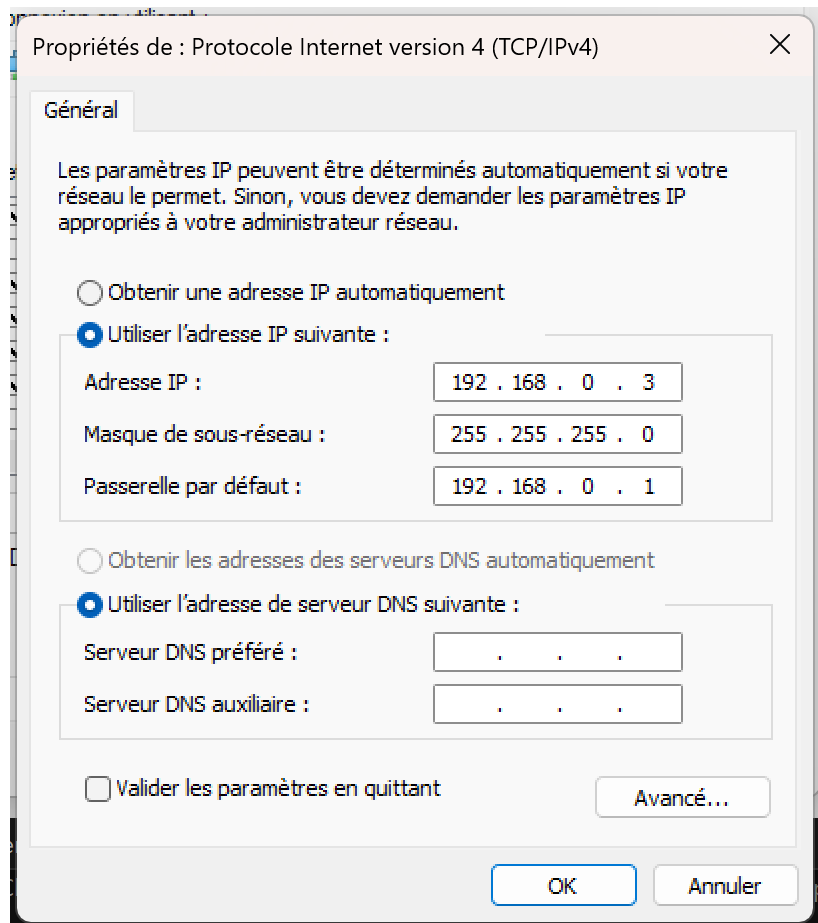 Propriétés de : Protocole Internet version 4 (TCP/IPv4)
Général
Les paramètres IP peuvent être déterminés automatiquement si votre
réseau le permet. Sinon, vous devez demander les paramètres IP
appropriés à votre administrateur réseau.
Obtenir une adresse IP automatiquement
Utiliser l'adresse IP suivante :
Adresse IP : 192 . 168 . 0 . 3
Masque de sous-réseau : 255 . 255 . 255 . 0
Passerelle par défaut : 192 . 168 . 0 . 1
Obtenir les adresses des serveurs DNS automatiquement
Utiliser l'adresse de serveur DNS suivante :
Serveur DNS préféré : . . .
Serveur DNS auxiliaire : . . .
Valider les paramètres en quittant
Avancé...
OK Annuler